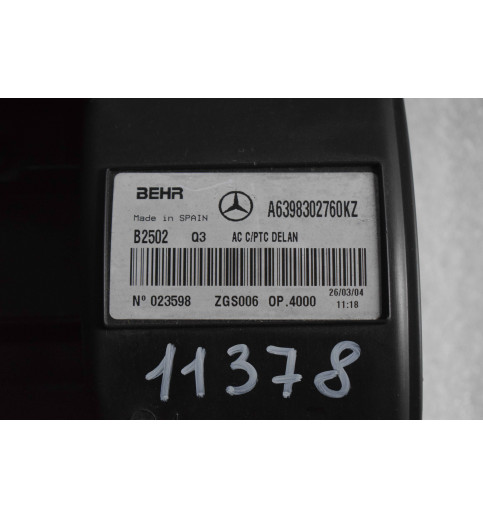 BEHR A6398302760KZ
Made in SPAIN
B2502 Q3 AC C/PTC DELAN
Nº 023598 ZGS006 OP.4000 26/03/04
11:18
11378